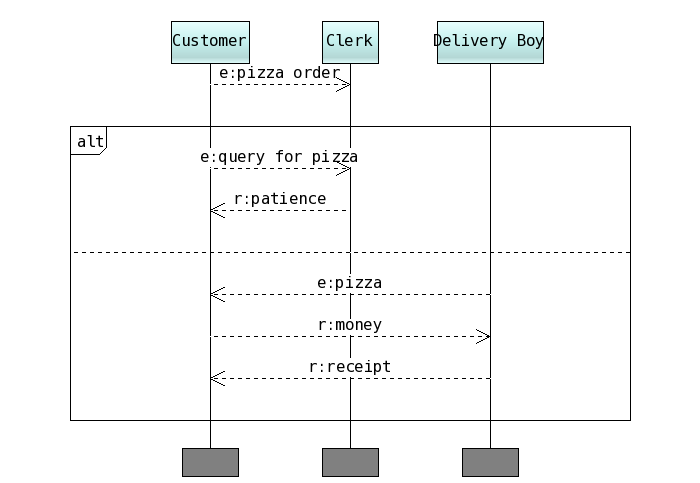 Customer
Clerk
Delivery Boy
e:pizza order
alt
e:query for pizza
r:patience
e:pizza
r:money
r:receipt